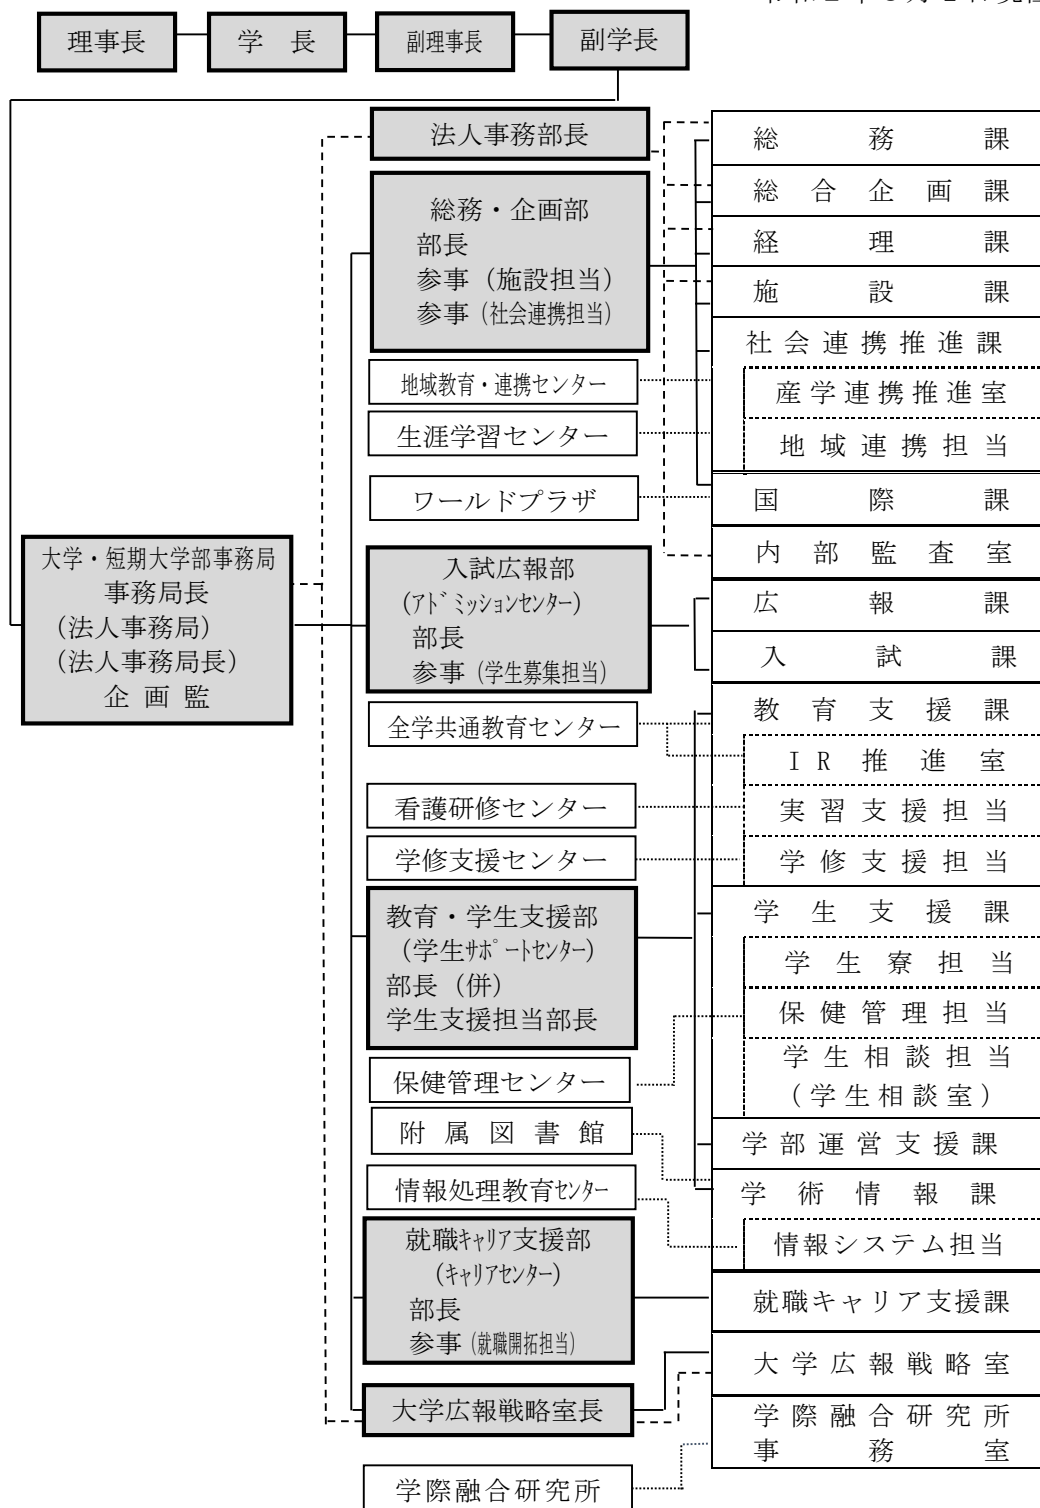 理事長
学 長
副理事長
副学長
法人事務部長
総務・企画部
部長
参事（施設担当）
参事（社会連携担当）
地域教育・連携センター
生涯学習センター
ワールドプラザ
大学・短期大学部事務局
事務局長
（法人事務局）
（法人事務局長）
企 画 監
入試広報部
（アドミッションセンター）
部長
参事（学生募集担当）
全学共通教育センター
看護研修センター
学修支援センター
教育・学生支援部
（学生サポートセンター）
部長（併）
学生支援担当部長
保健管理センター
附 属 図 書 館
情報処理教育センター
就職キャリア支援部
（キャリアセンター）
部長
参事（就職開拓担当）
大学広報戦略室長
学際融合研究所
総 務 課
総 合 企 画 課
経 理 課
施 設 課
社 会 連 携 推 進 課
産 学 連 携 推 進 室
地 域 連 携 担 当
国 際 課
内 部 監 査 室
広 報 課
入 試 課
教 育 支 援 課
I R 推 進 室
実 習 支 援 担 当
学 修 支 援 担 当
学 生 支 援 課
学 生 寮 担 当
保 健 管 理 担 当
学 生 相 談 担 当
（ 学 生 相 談 室 ）
学 部 運 営 支 援 課
学 術 情 報 課
情報システム担当
就職キャリア支援課
大 学 広 報 戦 略 室
学 際 融 合 研 究 所
事 務 室